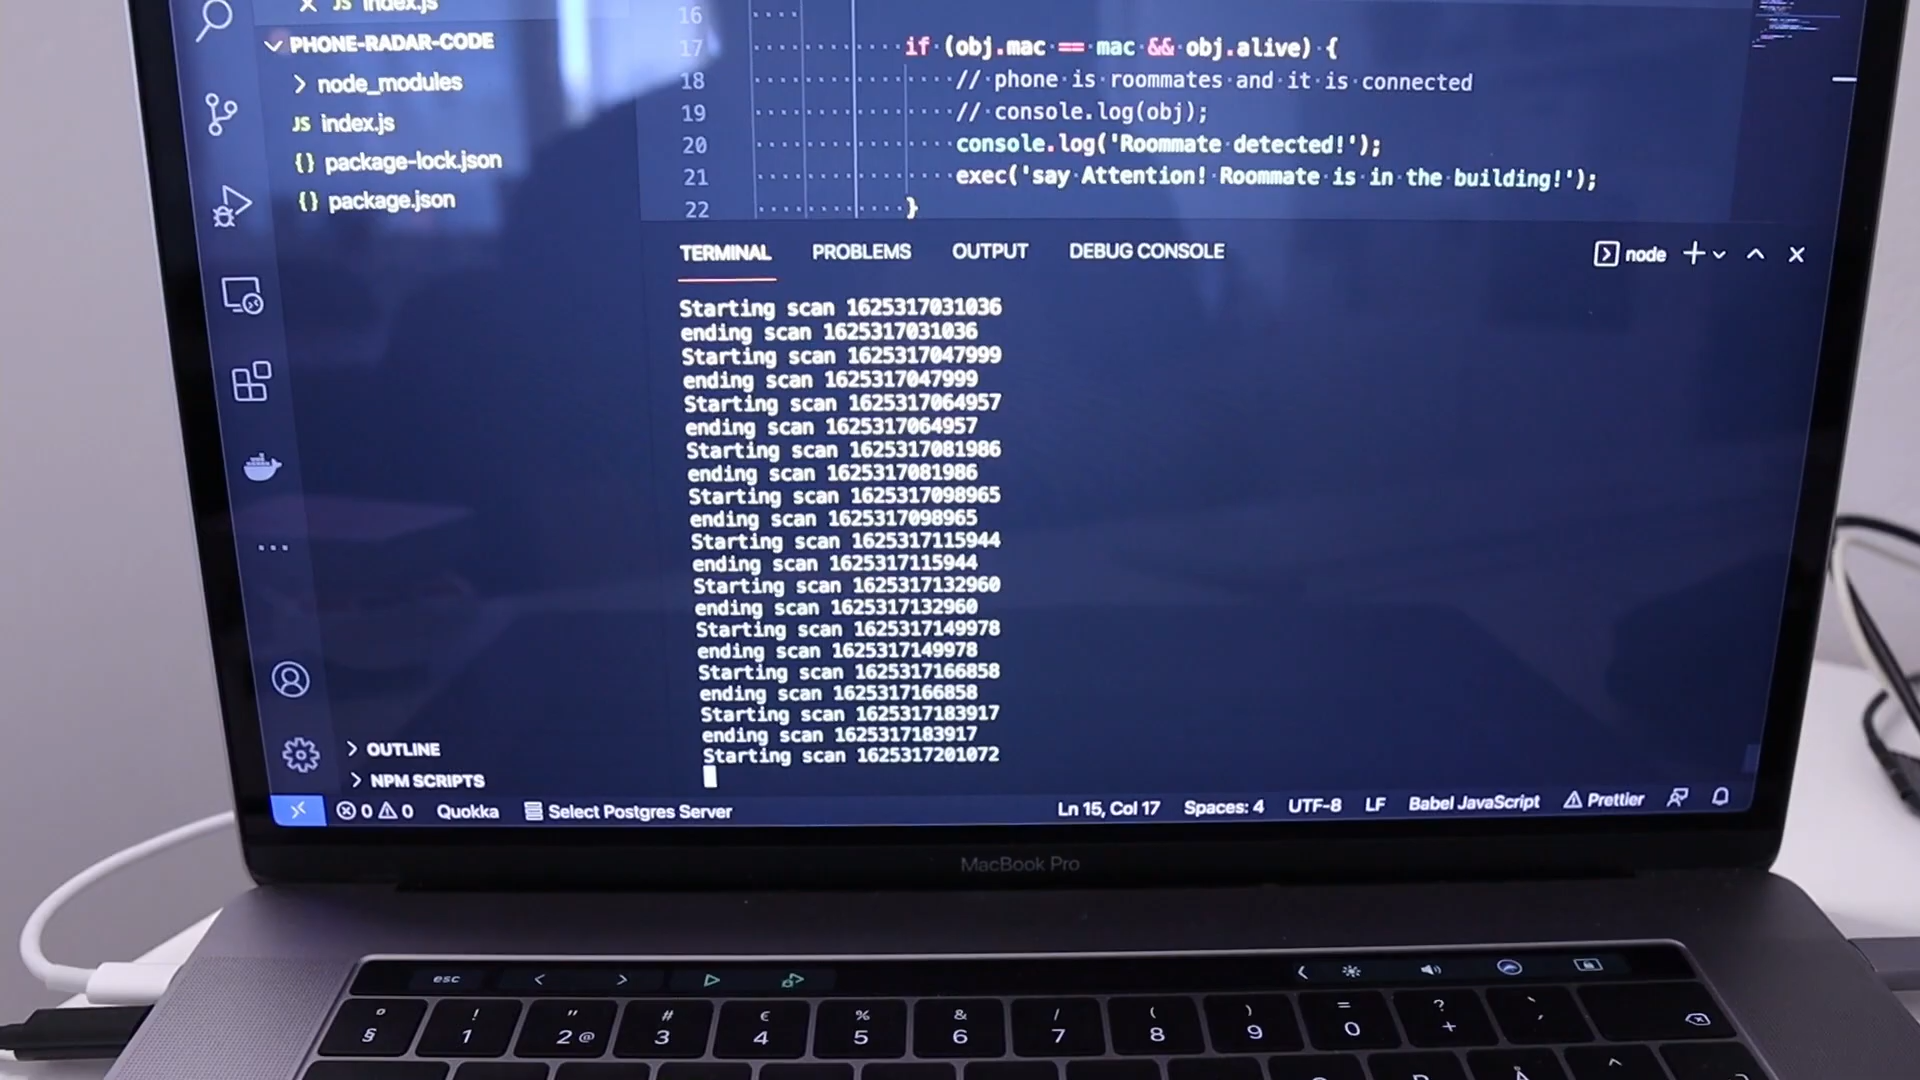 JS index.js
PHONE-RADAR-CODE
node_modules
JS index.js
{} package-lock.json
{} package.json
16
17 if (obj.mac == mac && obj.alive) {
18 // phone is roommates and it is connected
19 // console.log(obj);
20 console.log('Roommate detected!');
21 exec('say Attention! Roommate is in the building!');
22 }
TERMINAL PROBLEMS OUTPUT DEBUG CONSOLE node
Starting scan 1625317031036
ending scan 1625317031036
Starting scan 1625317047999
ending scan 1625317047999
Starting scan 1625317064957
ending scan 1625317064957
Starting scan 1625317081986
ending scan 1625317081986
Starting scan 1625317098965
ending scan 1625317098965
Starting scan 1625317115944
ending scan 1625317115944
Starting scan 1625317132960
ending scan 1625317132960
Starting scan 1625317149978
ending scan 1625317149978
Starting scan 1625317166858
ending scan 1625317166858
Starting scan 1625317183917
ending scan 1625317183917
Starting scan 1625317201072
OUTLINE
NPM SCRIPTS
0 0 Quokka Select Postgres Server Ln 15, Col 17 Spaces: 4 UTF-8 LF Babel JavaScript Prettier
MacBook Pro
esc < >
° ! " # € % & / ( ) = ? `
§ 1 2 @ 3 4 5 6 7 8 9 0 + ´